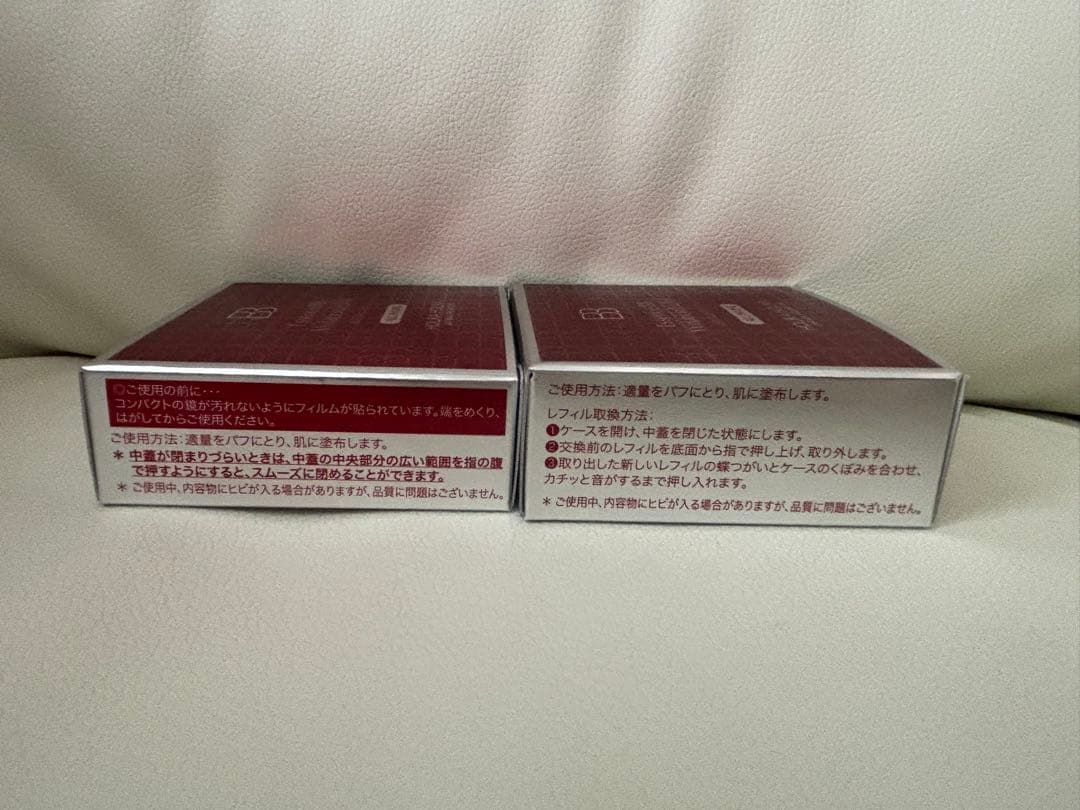 ◎ご使用の前に・・・
コンパクトの鏡が汚れないようにフィルムが貼られています。端をめくり、
はがしてからご使用ください。
ご使用方法：適量をパフにとり、肌に塗布します。
＊ 中蓋が閉まりづらいときは、中蓋の中央部分の広い範囲を指の腹
で押すようにすると、スムーズに閉めることができます。
＊ ご使用中、内容物にヒビが入る場合がありますが、品質に問題はございません。
ご使用方法：適量をパフにとり、肌に塗布します。
レフィル取換方法：
❶ケースを開け、中蓋を閉じた状態にします。
❷交換前のレフィルを底面から指で押し上げ、取り外します。
❸取り出した新しいレフィルの蝶つがいとケースのくぼみを合わせ、
カチッと音がするまで押し入れます。
＊ ご使用中、内容物にヒビが入る場合がありますが、品質に問題はございません。